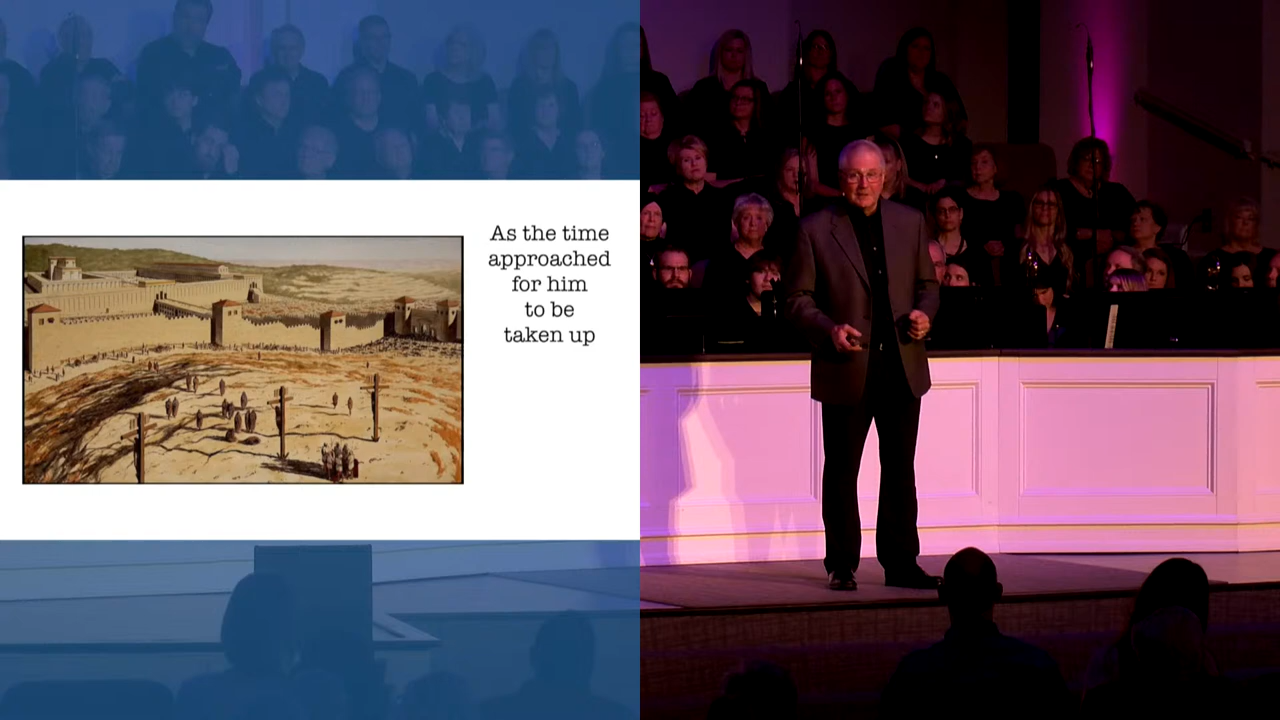 As the time
approached
for him
to be
taken up